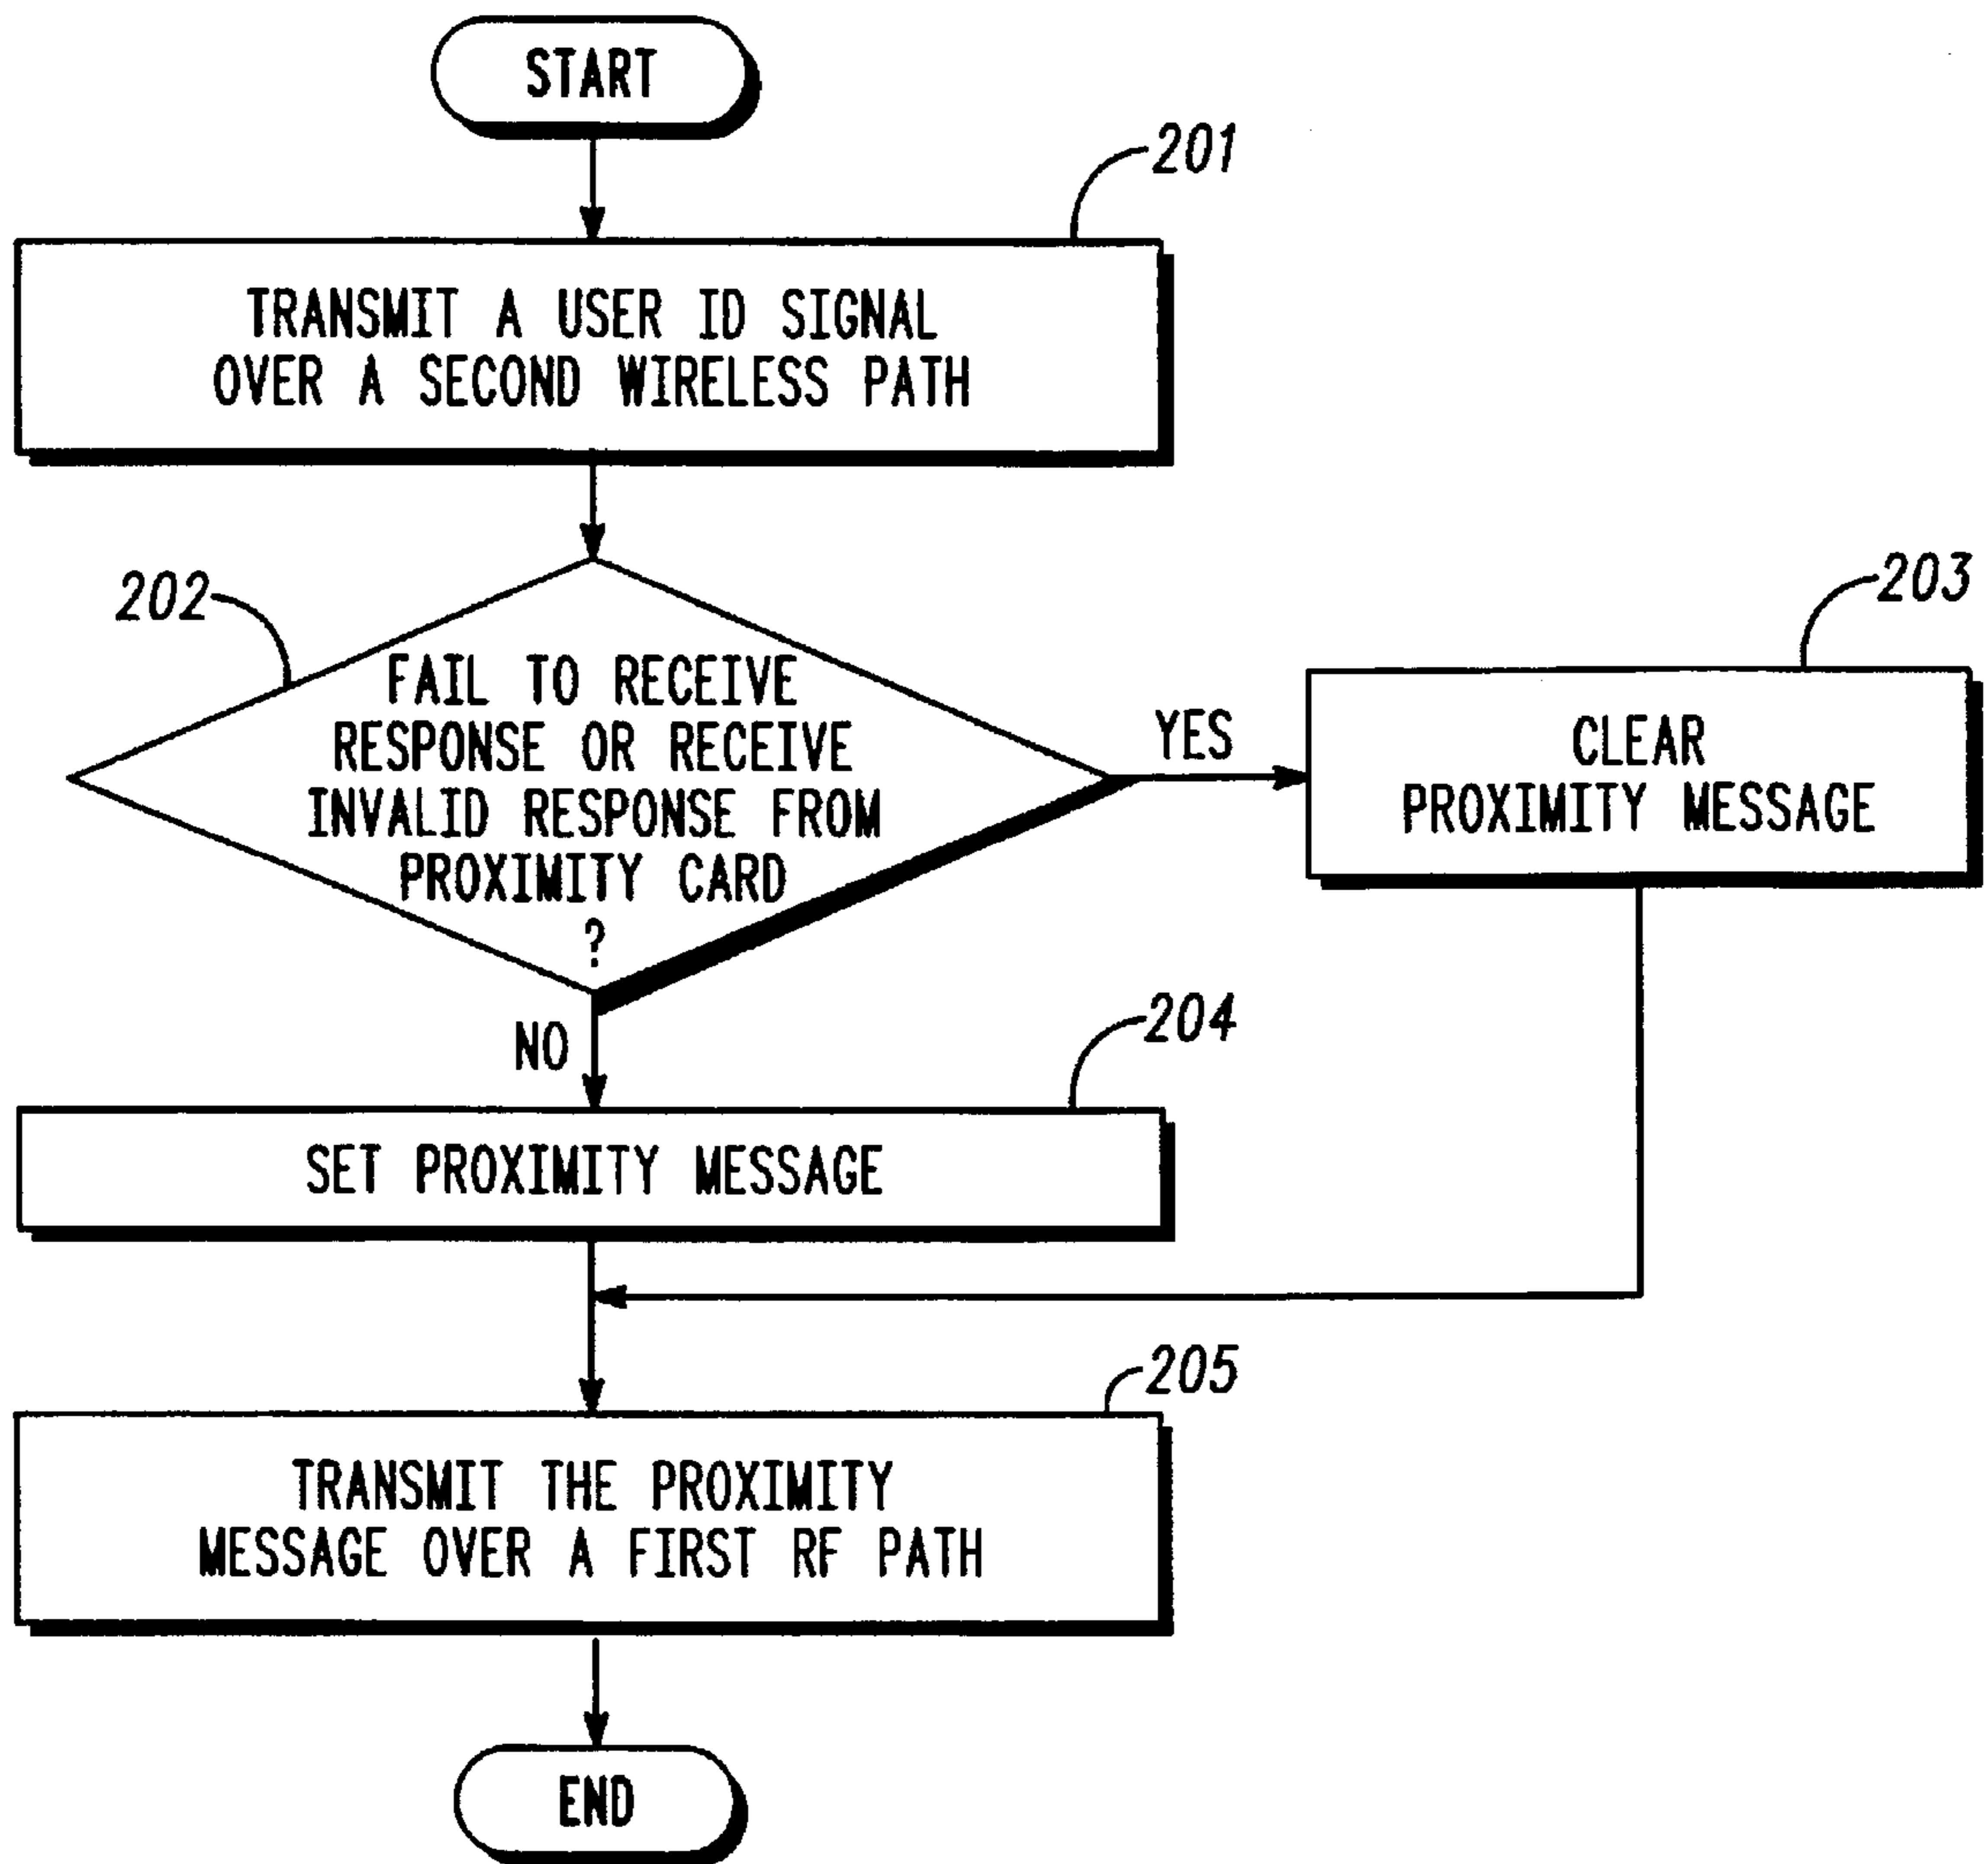 START
201
TRANSMIT A USER ID SIGNAL
OVER A SECOND WIRELESS PATH
202
FAIL TO RECEIVE
RESPONSE OR RECEIVE
INVALID RESPONSE FROM
PROXIMITY CARD
?
YES
203
CLEAR
PROXIMITY MESSAGE
NO
204
SET PROXIMITY MESSAGE
205
TRANSMIT THE PROXIMITY
MESSAGE OVER A FIRST RF PATH
END